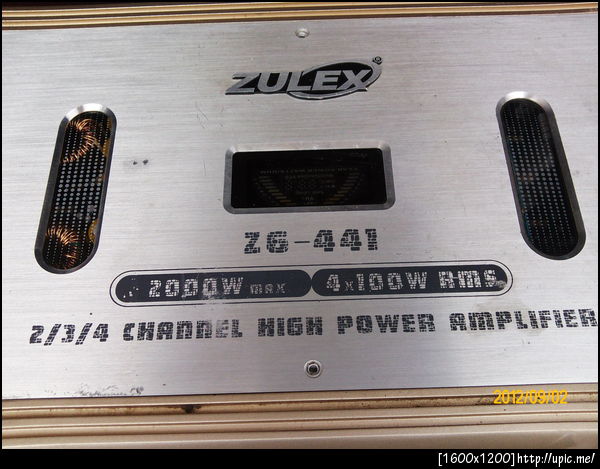 ZULEX®
ZG-441
2000W MAX 4x100W RMS
2/3/4 CHANNEL HIGH POWER AMPLIFIER
2012/09/02
[1600x1200]http://upic.me/